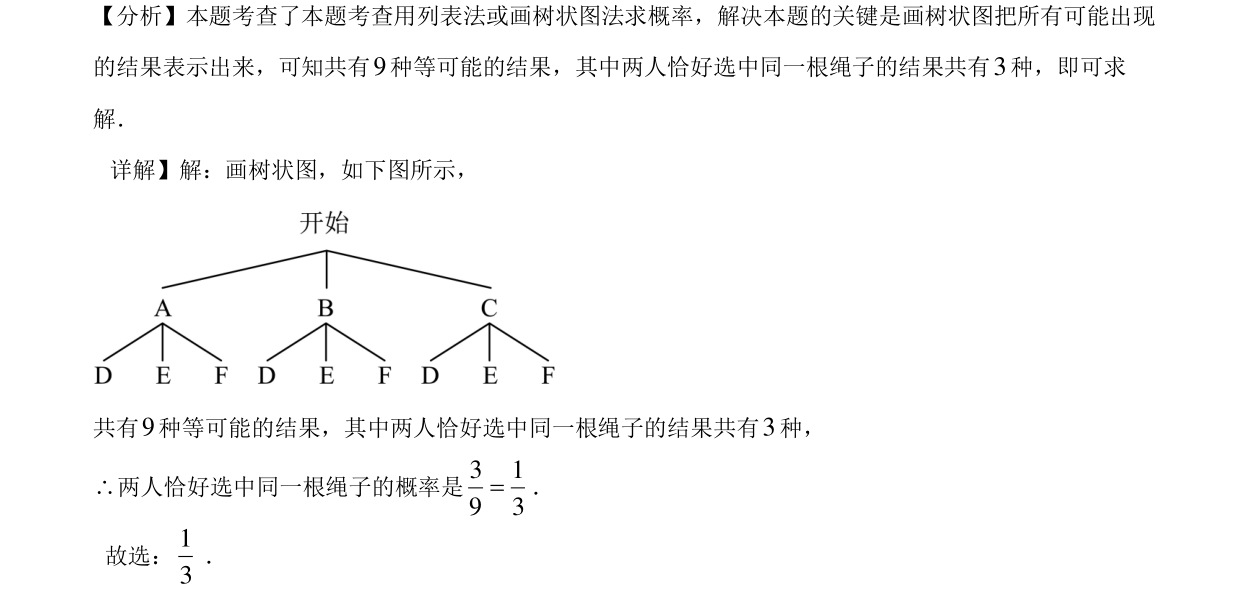 【分析】本题考查了本题考查用列表法或画树状图法求概率，解决本题的关键是画树状图把所有可能出现
的结果表示出来，可知共有9种等可能的结果，其中两人恰好选中同一根绳子的结果共有3种，即可求
解．
详解】解：画树状图，如下图所示，
开始
A B C
D E F D E F D E F
共有9种等可能的结果，其中两人恰好选中同一根绳子的结果共有3种，
∴两人恰好选中同一根绳子的概率是3/9=1/3．
故选：1/3．